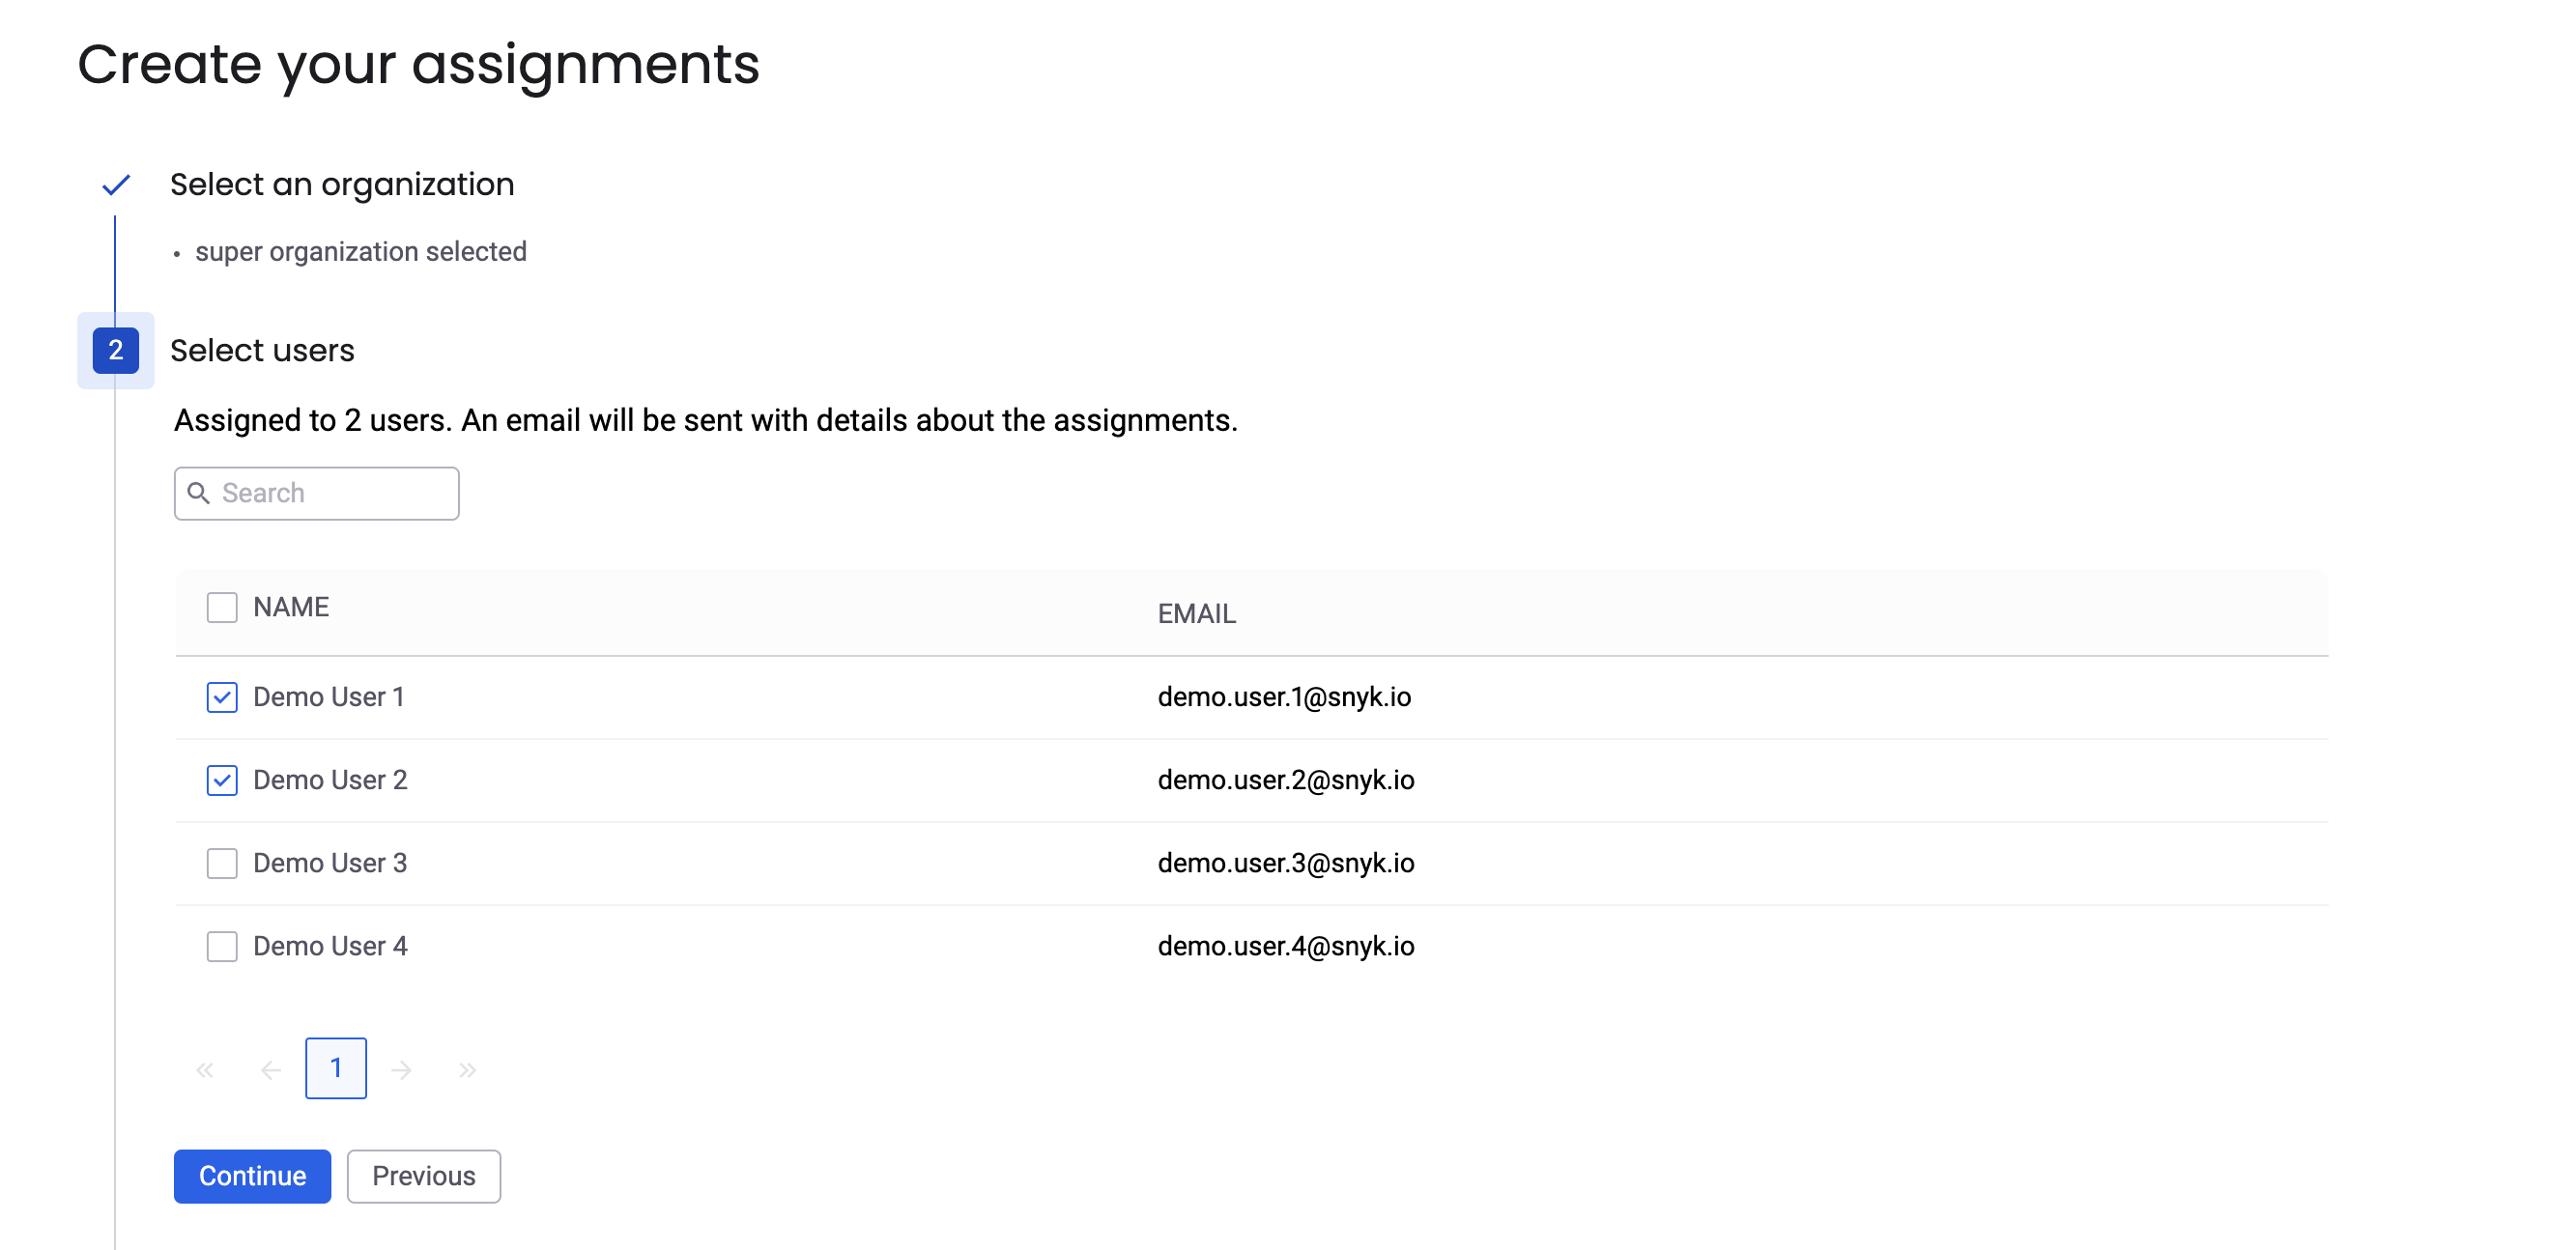 Create your assignments
Select an organization
• super organization selected
2 Select users
Assigned to 2 users. An email will be sent with details about the assignments.
Search
NAME EMAIL
Demo User 1 demo.user.1@snyk.io
Demo User 2 demo.user.2@snyk.io
Demo User 3 demo.user.3@snyk.io
Demo User 4 demo.user.4@snyk.io
« ← 1 → »
Continue Previous